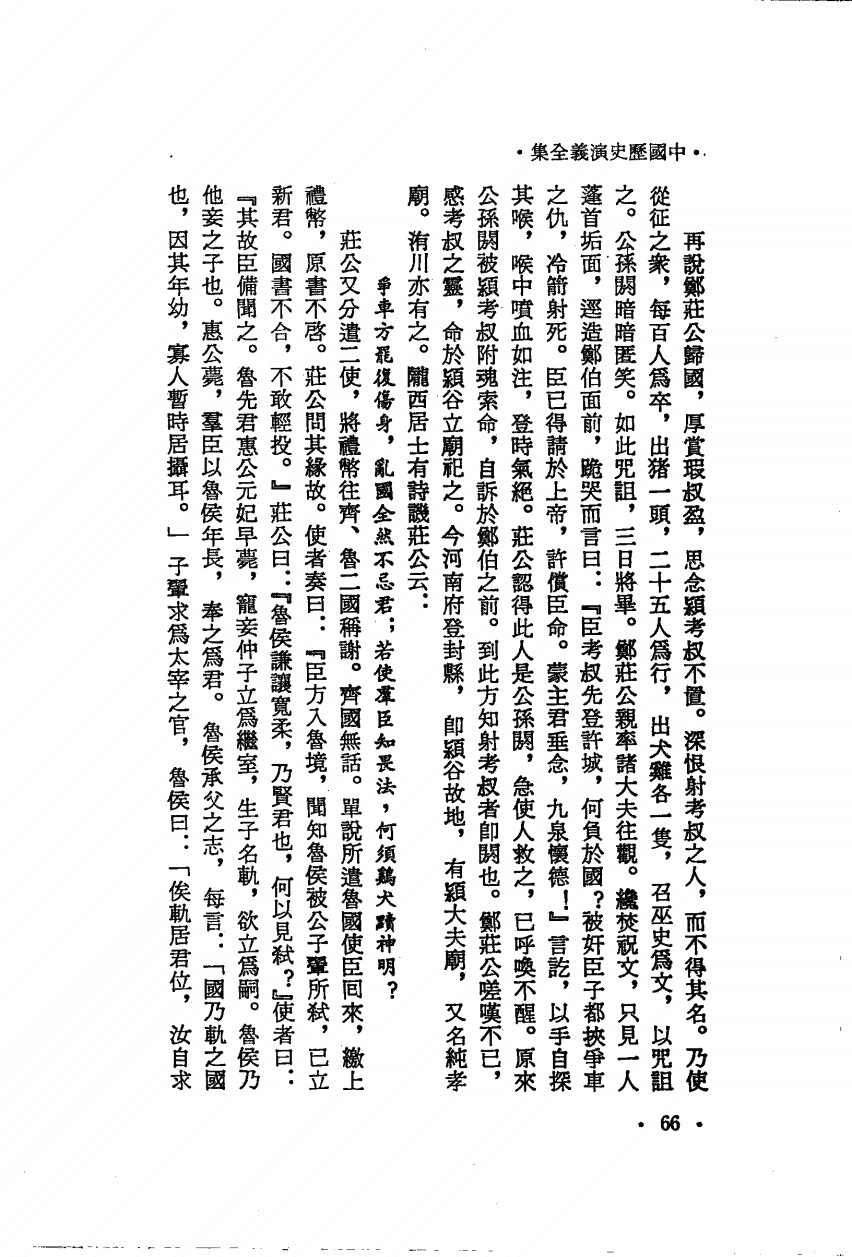 ·中國歷史演義全集·
再說鄭莊公歸國，厚賞瑕叔盈，思念潁考叔不置。深恨射考叔之人，而不得其名。乃使
從征之衆，每百人爲卒，出猪一頭，二十五人爲行，出犬雞各一隻，召巫史爲文，以咒詛
之。公孫閼暗暗匿笑。如此咒詛，三日將畢。鄭莊公親率諸大夫往觀。纔焚祝文，只見一人
蓬首垢面，逕造鄭伯面前，跪哭而言曰：『臣考叔先登許城，何負於國？被奸臣子都挾爭車
之仇，冷箭射死。臣已得請於上帝，許償臣命。蒙主君垂念，九泉懷德！』言訖，以手自探
其喉，喉中噴血如注，登時氣絕。莊公認得此人是公孫閼，急使人救之，已呼喚不醒。原來
公孫閼被潁考叔附魂索命，自訴於鄭伯之前。到此方知射考叔者卽閼也。鄭莊公嗟嘆不已，
感考叔之靈，命於潁谷立廟祀之。今河南府登封縣，卽潁谷故地，有潁大夫廟，又名純孝
廟。洧川亦有之。隴西居士有詩譏莊公云：
爭車方罷復傷身，亂國全然不忌君；若使羣臣知畏法，何須鷄犬黷神明？
莊公又分遣二使，將禮幣往齊、魯二國稱謝。齊國無話。單說所遣魯國使臣回來，繳上
禮幣，原書不啓。莊公問其緣故。使者奏曰：『臣方入魯境，聞知魯侯被公子翬所弒，已立
新君。國書不合，不敢輕投。』莊公曰：『魯侯謙讓寬柔，乃賢君也，何以見弒？』使者曰：
『其故臣備聞之。魯先君惠公元妃早薨，寵妾仲子立爲繼室，生子名軌，欲立爲嗣。魯侯乃
他妾之子也。惠公薨，羣臣以魯侯年長，奉之爲君。魯侯承父之志，每言：「國乃軌之國
也，因其年幼，寡人暫時居攝耳。」子翬求爲太宰之官，魯侯曰：「俟軌居君位，汝自求
·66·